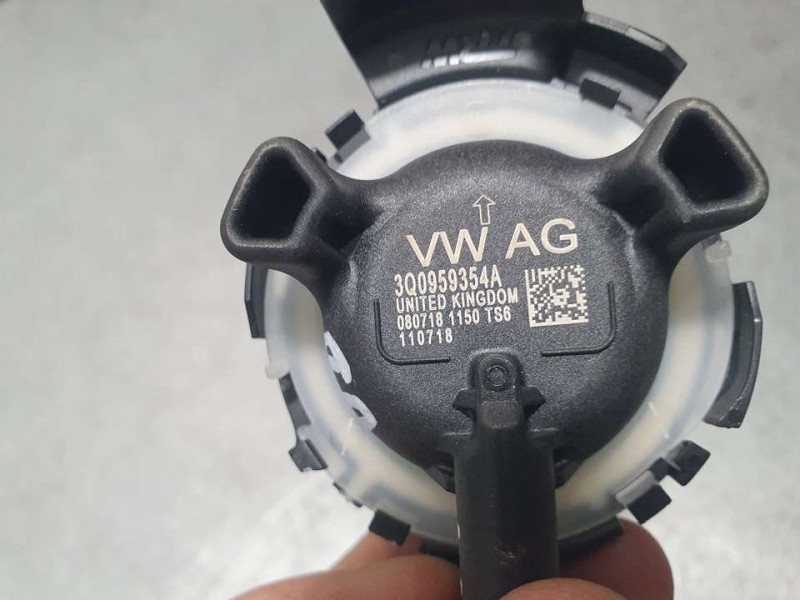 VW AG
3Q0959354A
UNITED KINGDOM
080718 1150 TS6
110718